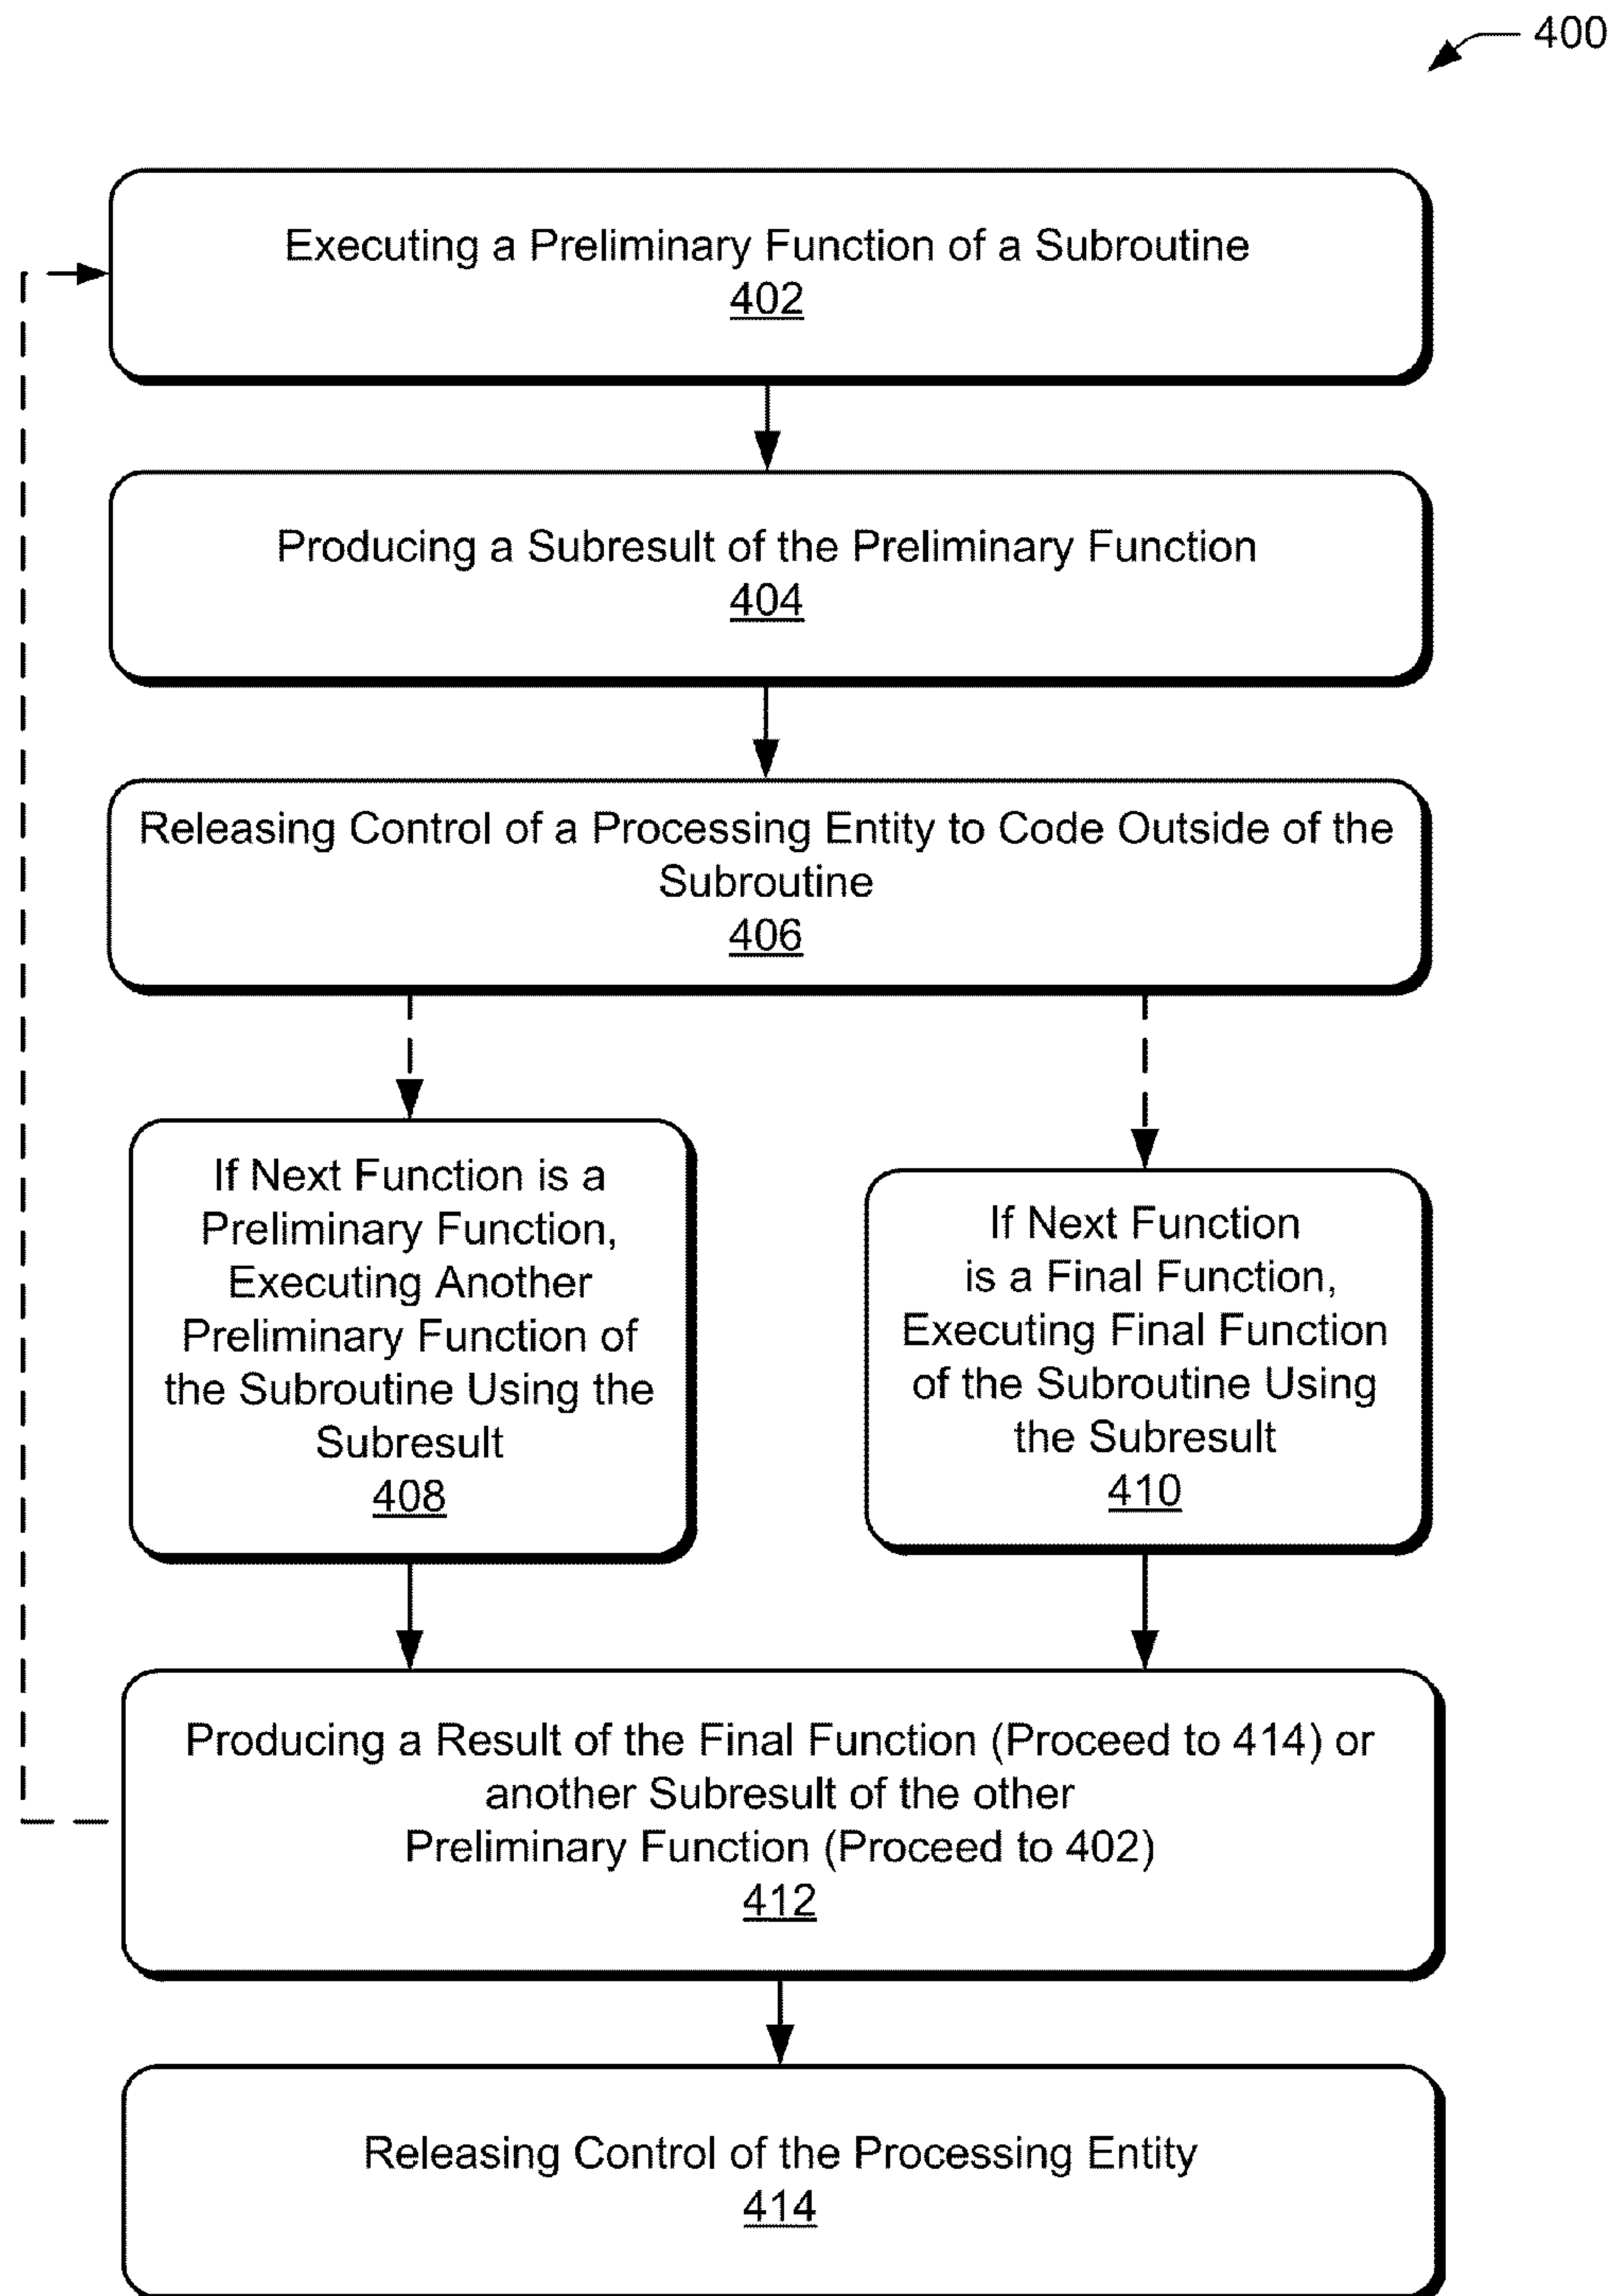 400
Executing a Preliminary Function of a Subroutine
402
Producing a Subresult of the Preliminary Function
404
Releasing Control of a Processing Entity to Code Outside of the
Subroutine
406
If Next Function is a
Preliminary Function,
Executing Another
Preliminary Function of
the Subroutine Using the
Subresult
408
If Next Function
is a Final Function,
Executing Final Function
of the Subroutine Using
the Subresult
410
Producing a Result of the Final Function (Proceed to 414) or
another Subresult of the other
Preliminary Function (Proceed to 402)
412
Releasing Control of the Processing Entity
414